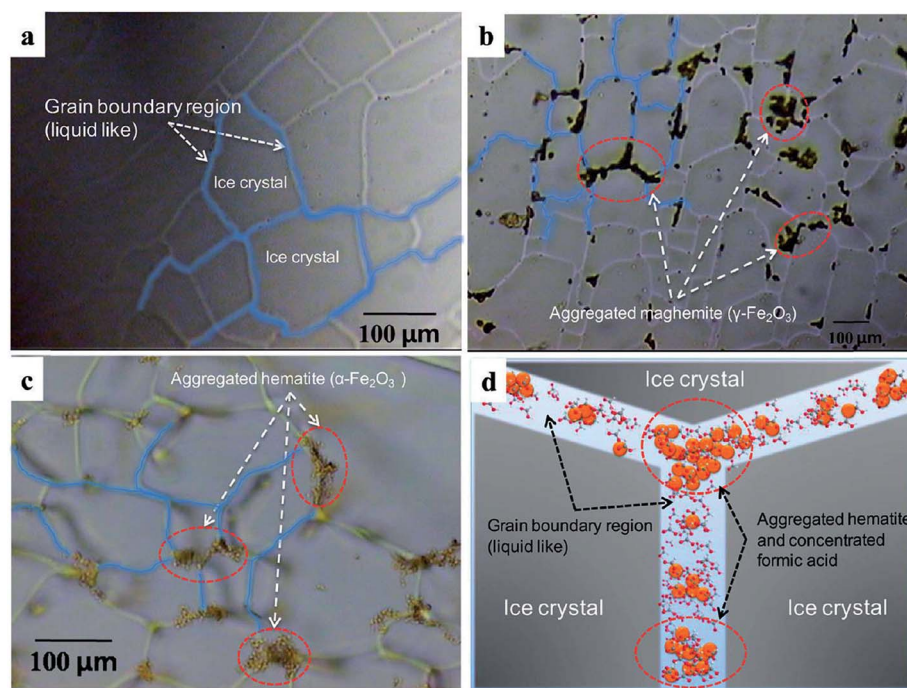 a
Grain boundary region
(liquid like)
Ice crystal
Ice crystal
100 µm
b
Aggregated maghemite (γ-Fe₂O₃)
100 µm
c
Aggregated hematite (α-Fe₂O₃ )
100 µm
d
Ice crystal
Grain boundary region
(liquid like)
Aggregated hematite
and concentrated
formic acid
Ice crystal
Ice crystal